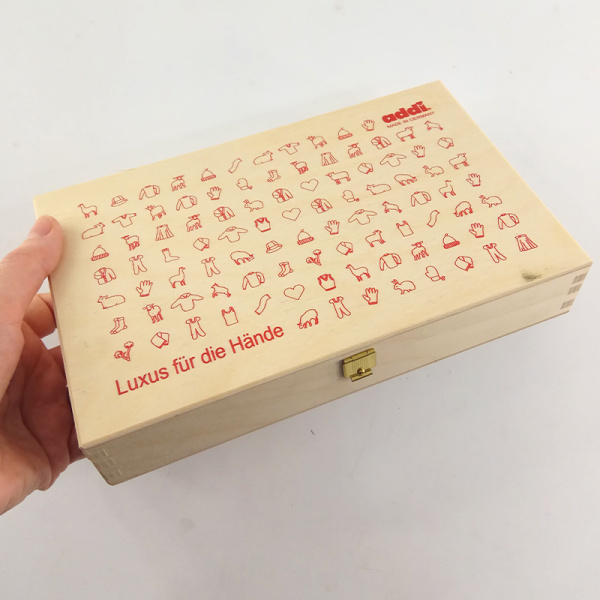 addi
MADE IN GERMANY
Luxus für die Hände